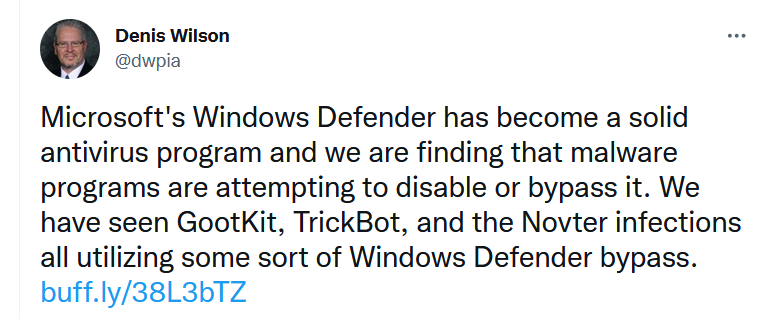 Denis Wilson
@dwpia
Microsoft's Windows Defender has become a solid
antivirus program and we are finding that malware
programs are attempting to disable or bypass it. We
have seen GootKit, TrickBot, and the Novter infections
all utilizing some sort of Windows Defender bypass.
buff.ly/38L3bTZ